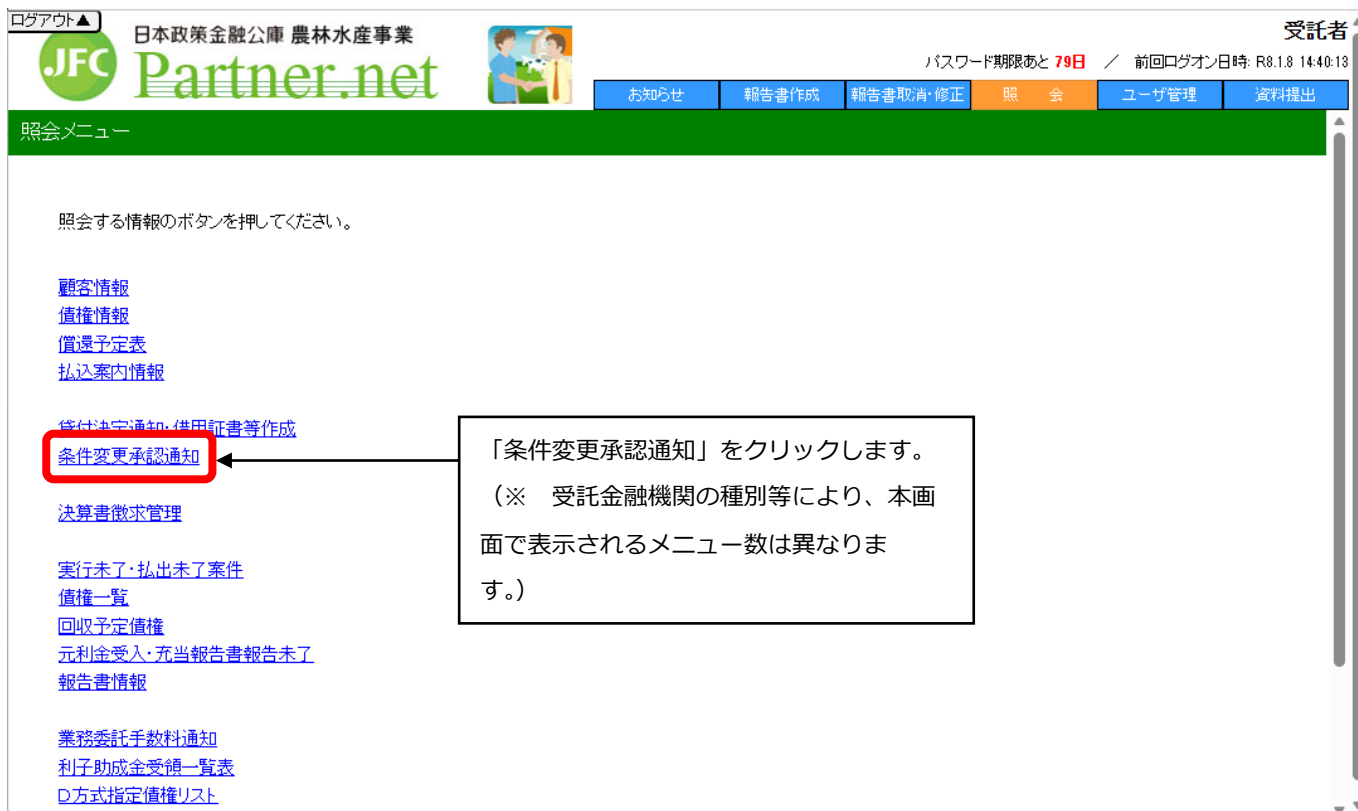 ログアウト▲
JFC
日本政策金融公庫 農林水産事業
Partner.net
受託者
パスワード期限あと 79日 ／ 前回ログオン日時: R8.1.8 14:40:13
お知らせ 報告書作成 報告書取消・修正 照 会 ユーザ管理 資料提出
照会メニュー
照会する情報のボタンを押してください。
顧客情報
債権情報
償還予定表
払込案内情報
貸付決定通知・借用証書等作成
条件変更承認通知
決算書徴求管理
実行未了・払出未了案件
債権一覧
回収予定債権
元利金受入・充当報告書報告未了
報告書情報
業務委託手数料通知
利子助成金受領一覧表
D方式指定債権リスト
「条件変更承認通知」をクリックします。
（※　受託金融機関の種別等により、本画
面で表示されるメニュー数は異なりま
す。）